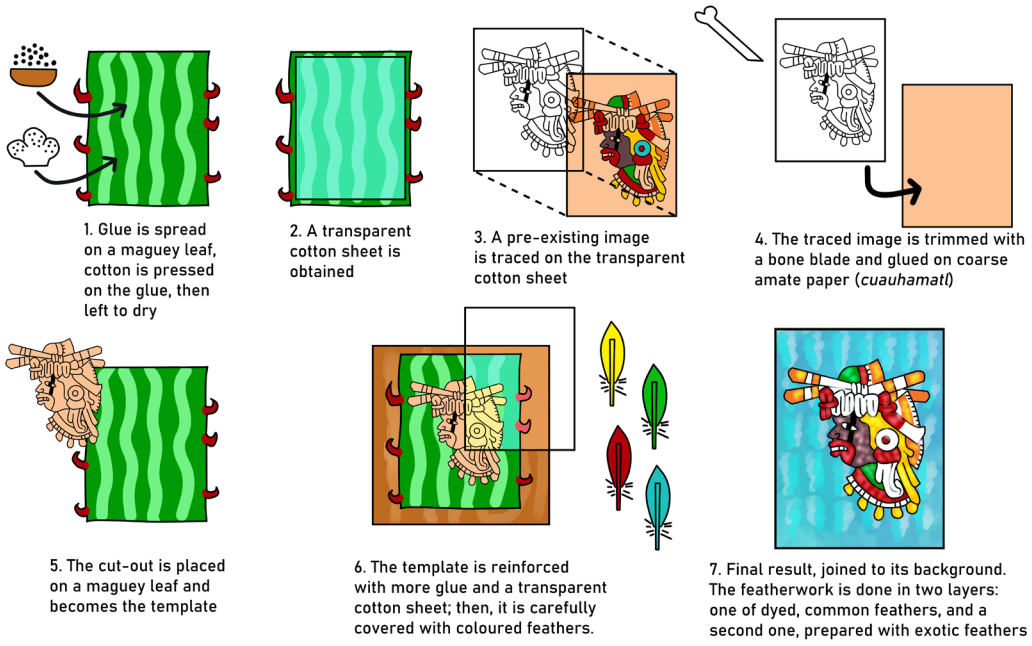 1. Glue is spread
on a maguey leaf,
cotton is pressed
on the glue, then
left to dry
2. A transparent
cotton sheet is
obtained
3. A pre-existing image
is traced on the transparent
cotton sheet
4. The traced image is trimmed with
a bone blade and glued on coarse
amate paper (cuauhamatl)
5. The cut-out is placed
on a maguey leaf and
becomes the template
6. The template is reinforced
with more glue and a transparent
cotton sheet; then, it is carefully
covered with coloured feathers.
7. Final result, joined to its background.
The featherwork is done in two layers:
one of dyed, common feathers, and a
second one, prepared with exotic feathers